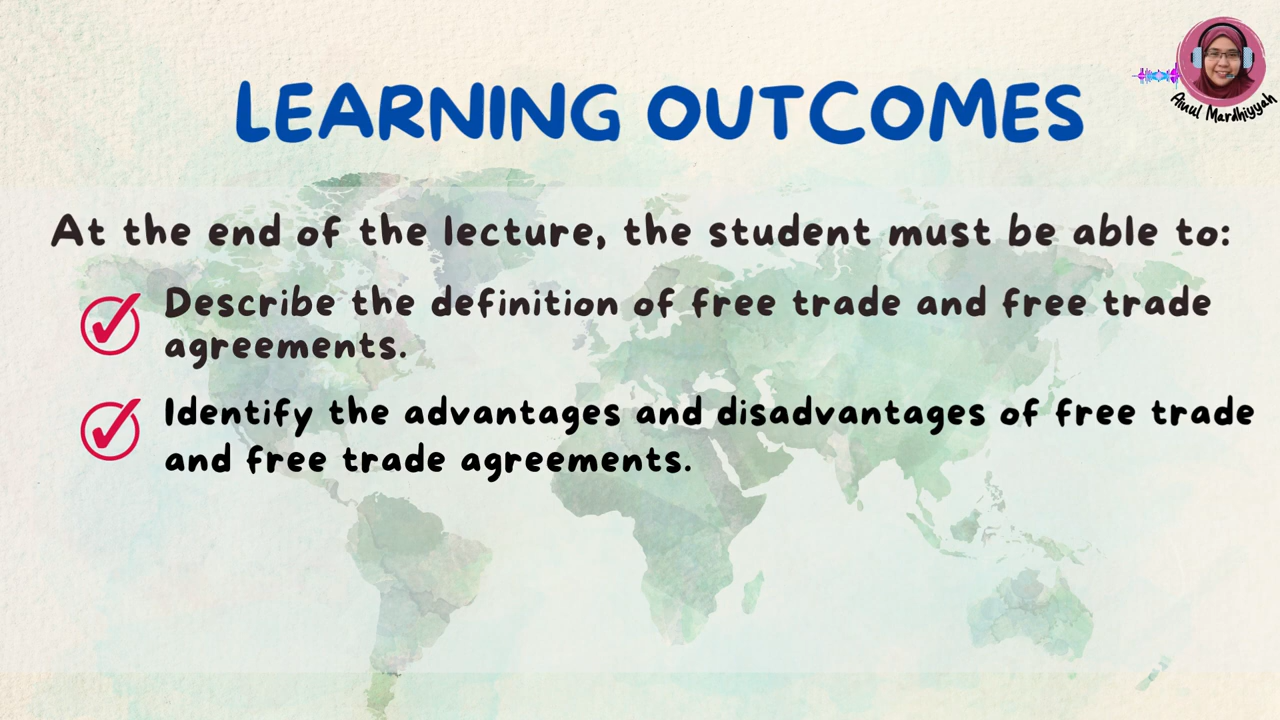 Ainul Mardhiyyah
LEARNING OUTCOMES
At the end of the lecture, the student must be able to:
Describe the definition of free trade and free trade
agreements.
Identify the advantages and disadvantages of free trade
and free trade agreements.